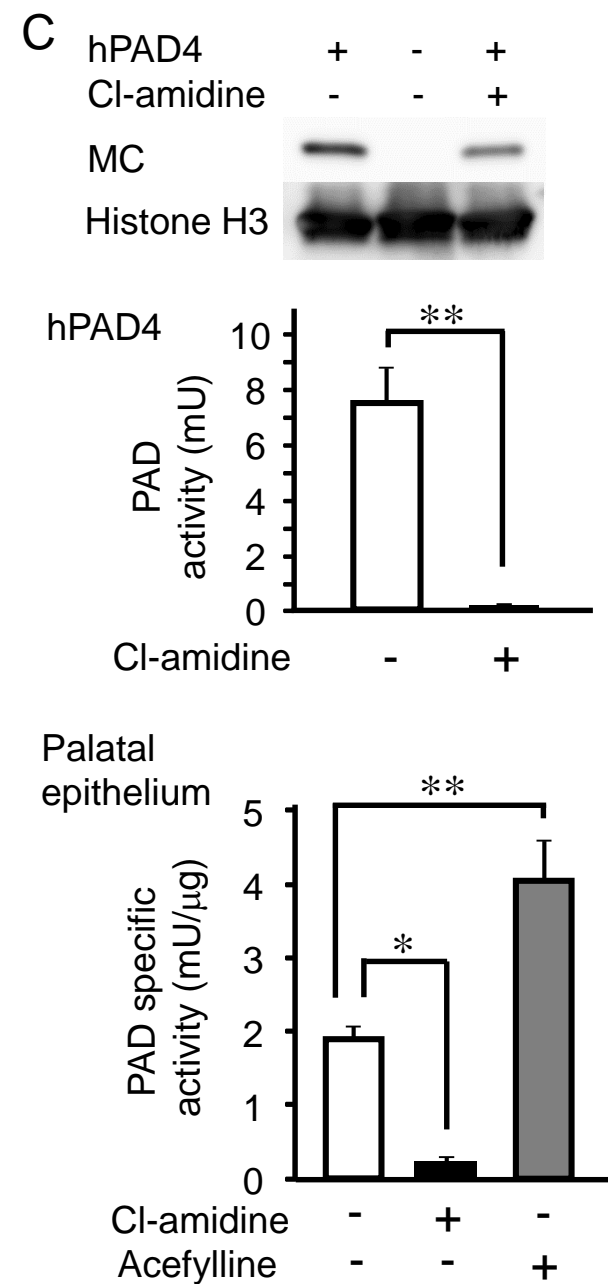 C
hPAD4 + - +
Cl-amidine - - +
MC
Histone H3
hPAD4
PAD
activity (mU)
10
8
6
4
2
0
**
Cl-amidine - +
Palatal
epithelium
PAD specific
activity (mU/μg)
5
4
3
2
1
0
**
*
Cl-amidine - + -
Acefylline - - +